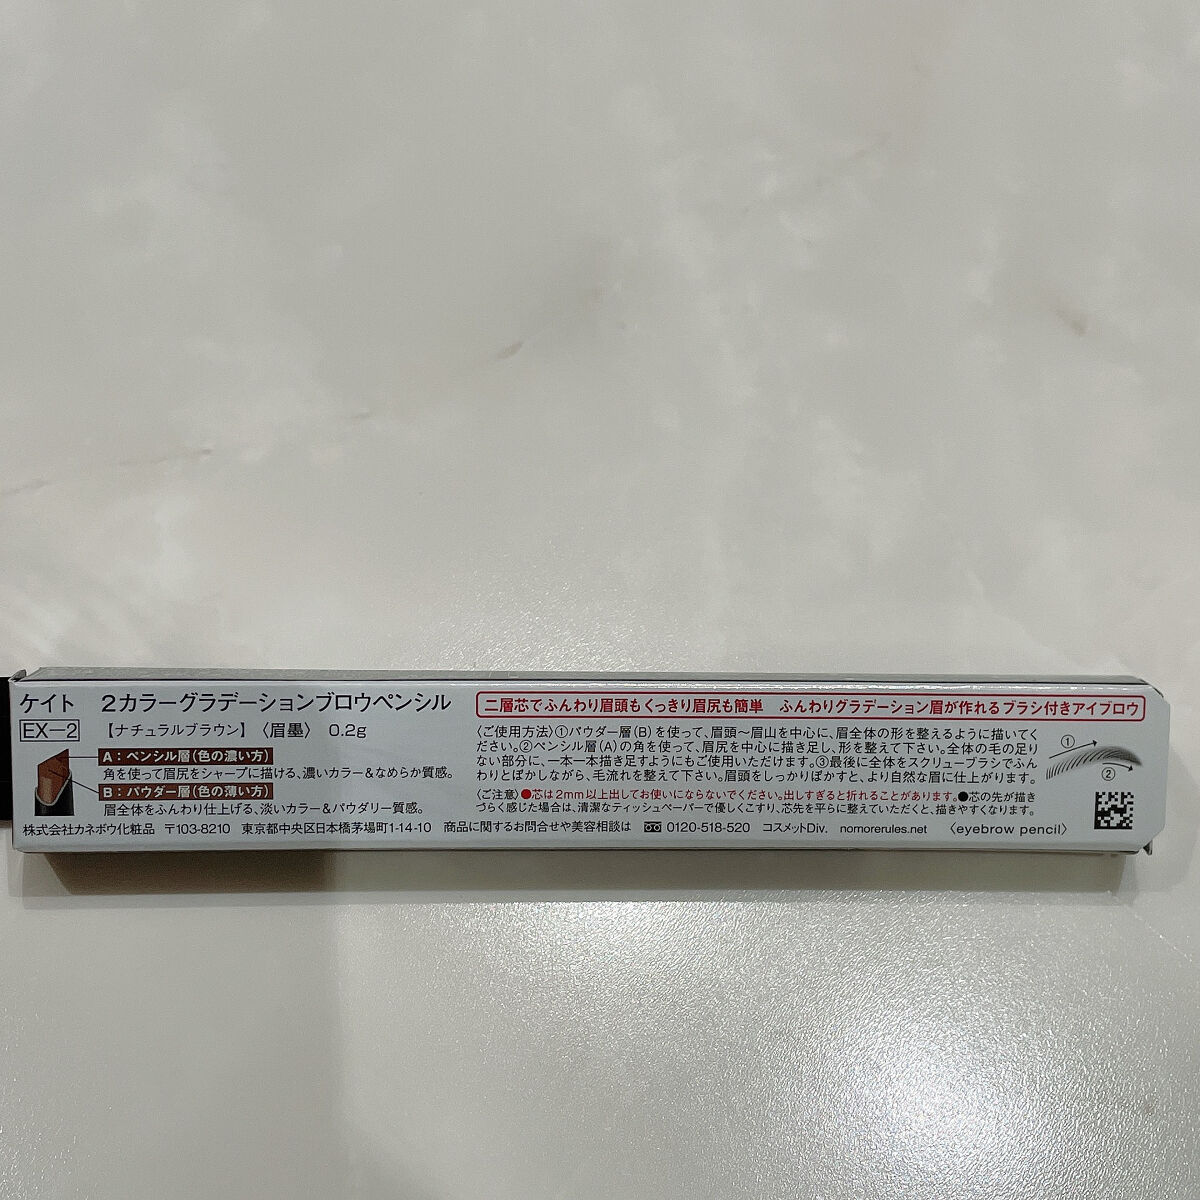 ケイト 2カラーグラデーションブロウペンシル
EX-2 【ナチュラルブラウン】〈眉墨〉 0.2g
A：ペンシル層（色の濃い方）
角を使って眉尻をシャープに描ける、濃いカラー＆なめらか質感。
B：パウダー層（色の薄い方）
眉全体をふんわり仕上げる、淡いカラー＆パウダリー質感。
二層芯でふんわり眉頭もくっきり眉尻も簡単 ふんわりグラデーション眉が作れるブラシ付きアイブロウ
〈ご使用方法〉①パウダー層（B）を使って、眉頭～眉山を中心に、眉全体の形を整えるように描いてく
ださい。②ペンシル層（A）の角を使って、眉尻を中心に描き足し、形を整えて下さい。全体の毛の足り
ない部分に、一本一本描き足すようにもご使用いただけます。③最後に全体をスクリューブラシでふん
わりとぼかしながら、毛流れを整えて下さい。眉頭をしっかりぼかすと、より自然な眉に仕上がります。
①
②
〈ご注意〉●芯は2mm以上出してお使いにならないでください。出しすぎると折れることがあります。●芯の先が描き
づらく感じた場合は、清潔なティッシュペーパーで優しくこすり、芯先を平らに整えていただくと、描きやすくなります。
株式会社カネボウ化粧品 〒103-8210 東京都中央区日本橋茅場町1-14-10 商品に関するお問合せや美容相談は 0120-518-520 コスメットDiv. nomorerules.net 〈eyebrow pencil〉